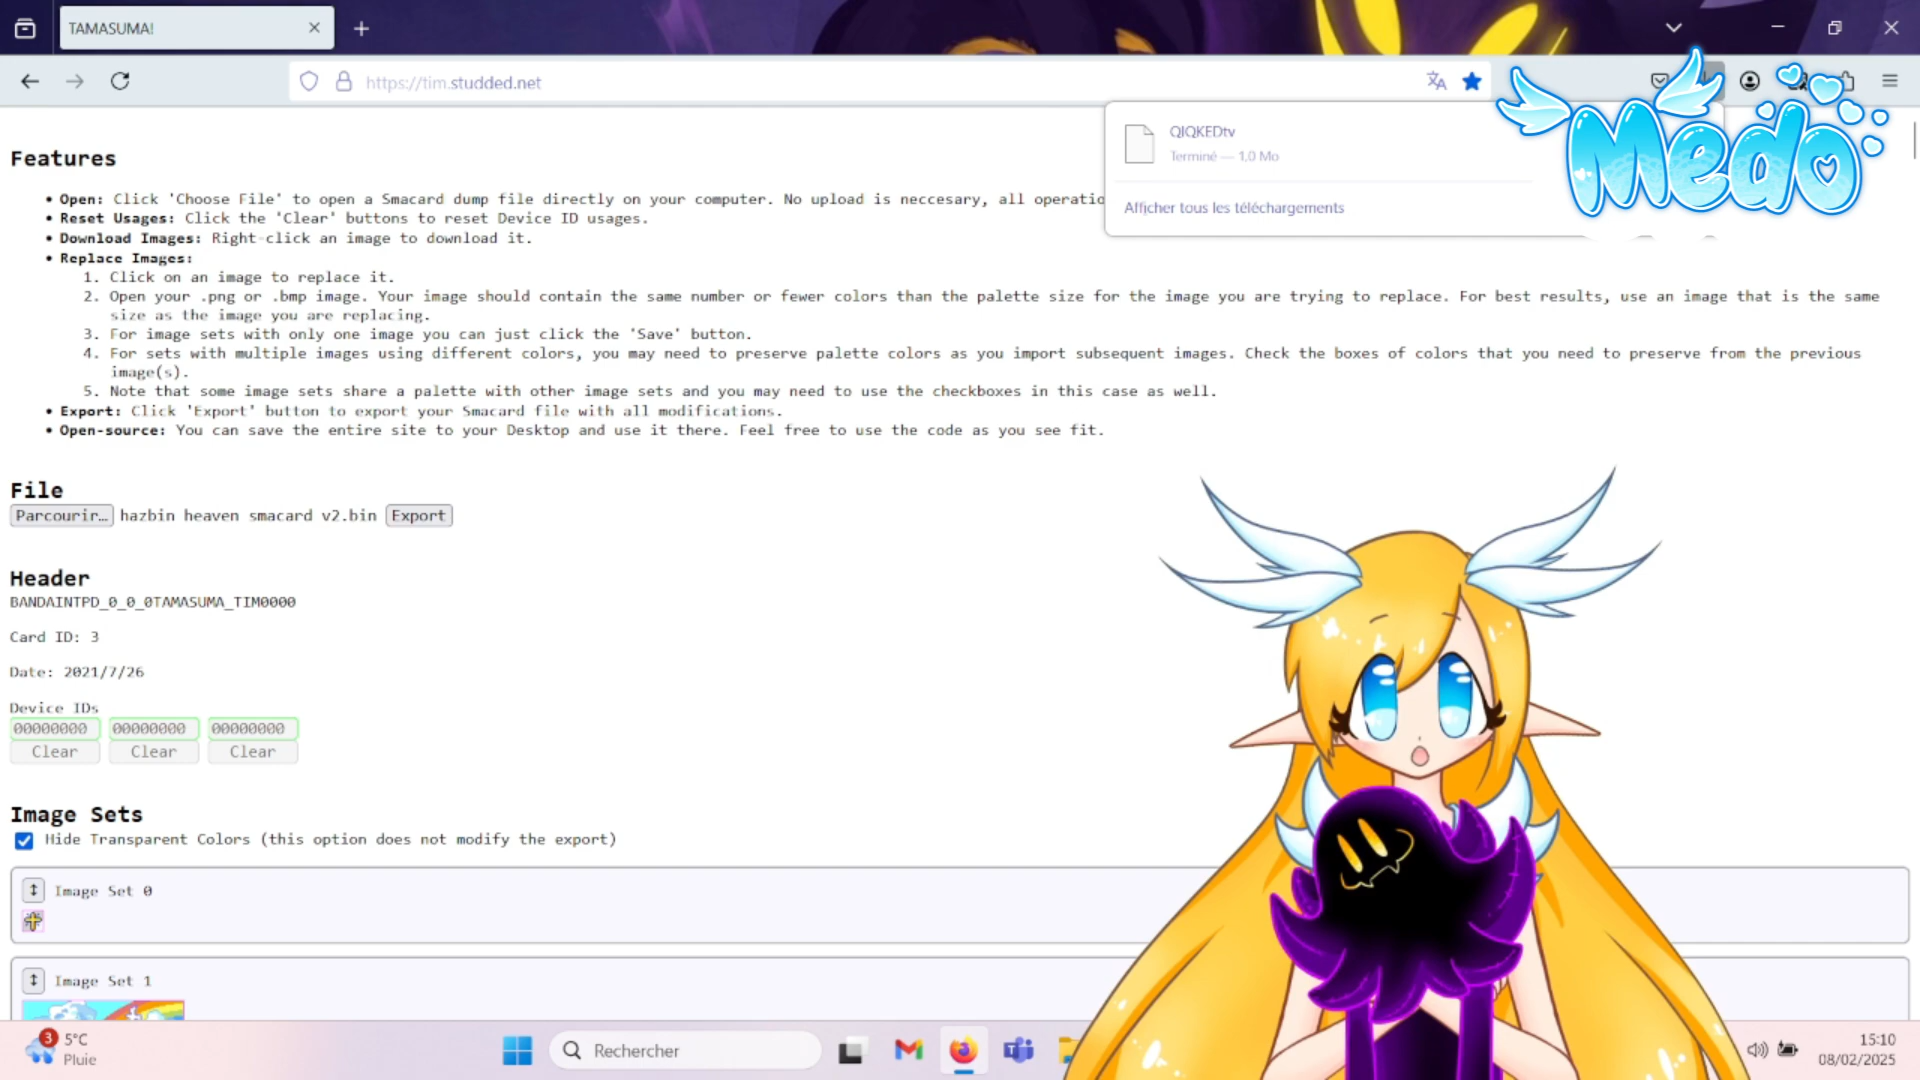 TAMASUMA!
https://tim.studded.net
QIQKEDtv
Terminé — 1,0 Mo
Afficher tous les téléchargements
Medo
Features
• Open: Click 'Choose File' to open a Smacard dump file directly on your computer. No upload is neccesary, all operatio
• Reset Usages: Click the 'Clear' buttons to reset Device ID usages.
• Download Images: Right-click an image to download it.
• Replace Images:
1. Click on an image to replace it.
2. Open your .png or .bmp image. Your image should contain the same number or fewer colors than the palette size for the image you are trying to replace. For best results, use an image that is the same
size as the image you are replacing.
3. For image sets with only one image you can just click the 'Save' button.
4. For sets with multiple images using different colors, you may need to preserve palette colors as you import subsequent images. Check the boxes of colors that you need to preserve from the previous
image(s).
5. Note that some image sets share a palette with other image sets and you may need to use the checkboxes in this case as well.
• Export: Click 'Export' button to export your Smacard file with all modifications.
• Open-source: You can save the entire site to your Desktop and use it there. Feel free to use the code as you see fit.
File
Parcourir… hazbin heaven smacard v2.bin Export
Header
BANDAINTPD_0_0_0TAMASUMA_TIM0000
Card ID: 3
Date: 2021/7/26
Device IDs
00000000 00000000 00000000
Clear Clear Clear
Image Sets
Hide Transparent Colors (this option does not modify the export)
Image Set 0
Image Set 1
3
5°C
Pluie
Rechercher
15:10
08/02/2025